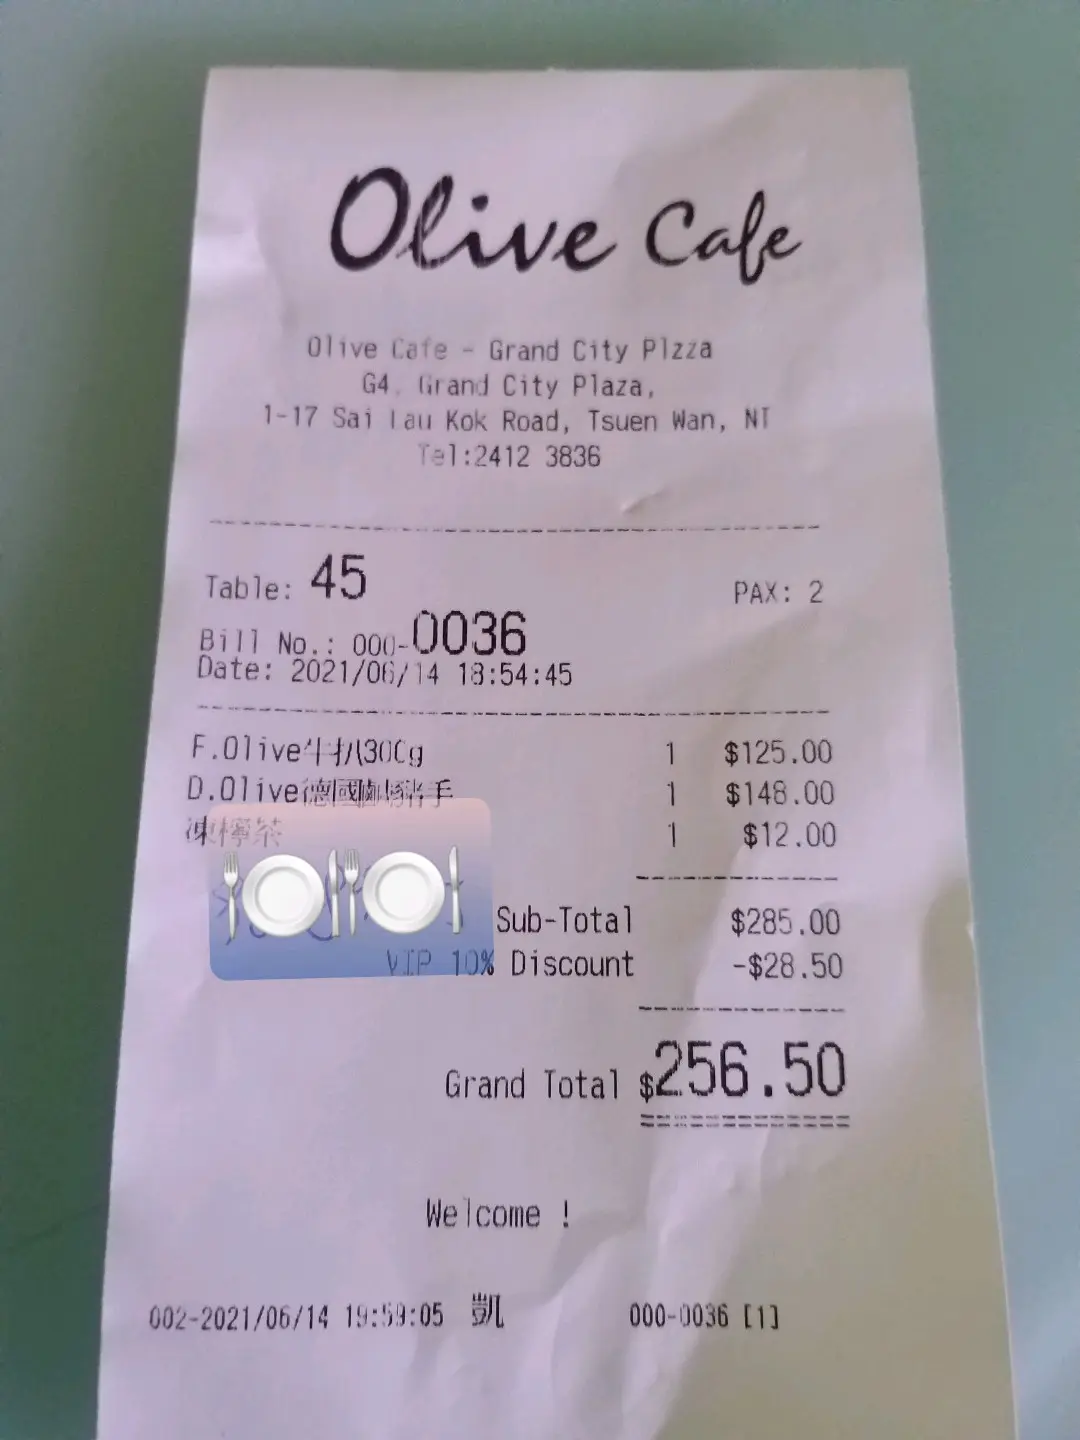 Olive Cafe
Olive Cafe - Grand City Plzza
G4, Grand City Plaza,
1-17 Sai Lau Kok Road, Tsuen Wan, NT
Tel:2412 3836
Table: 45 PAX: 2
Bill No.: 000-0036
Date: 2021/06/14 18:54:45
F.Olive牛扒300g 1 $125.00
D.Olive德國鹹豬手 1 $148.00
凍檸茶 1 $12.00
Sub-Total $285.00
VIP 10% Discount -$28.50
Grand Total $256.50
Welcome !
002-2021/06/14 19:59:05 凱 000-0036 [1]